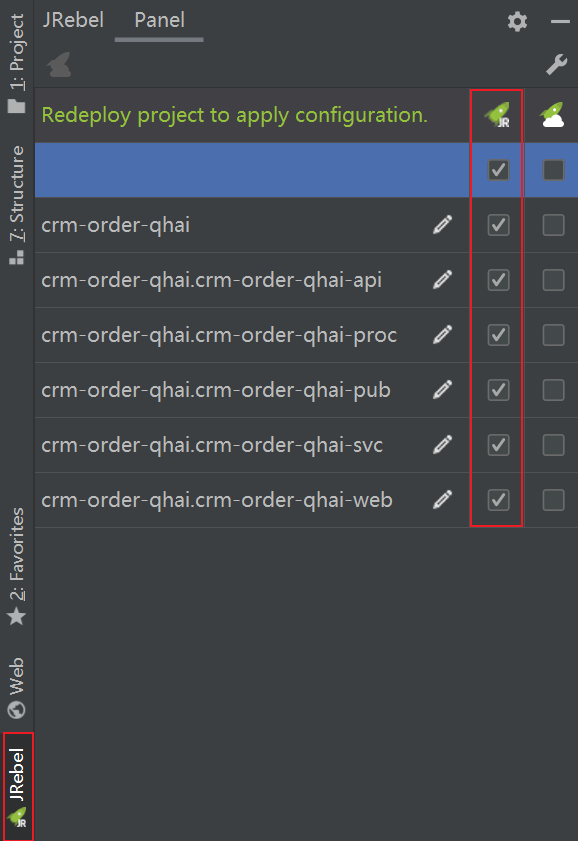 JRebel Panel
Redeploy project to apply configuration.
JR
crm-order-qhai
crm-order-qhai.crm-order-qhai-api
crm-order-qhai.crm-order-qhai-proc
crm-order-qhai.crm-order-qhai-pub
crm-order-qhai.crm-order-qhai-svc
crm-order-qhai.crm-order-qhai-web
1: Project
7: Structure
2: Favorites
Web
JRebel
JR